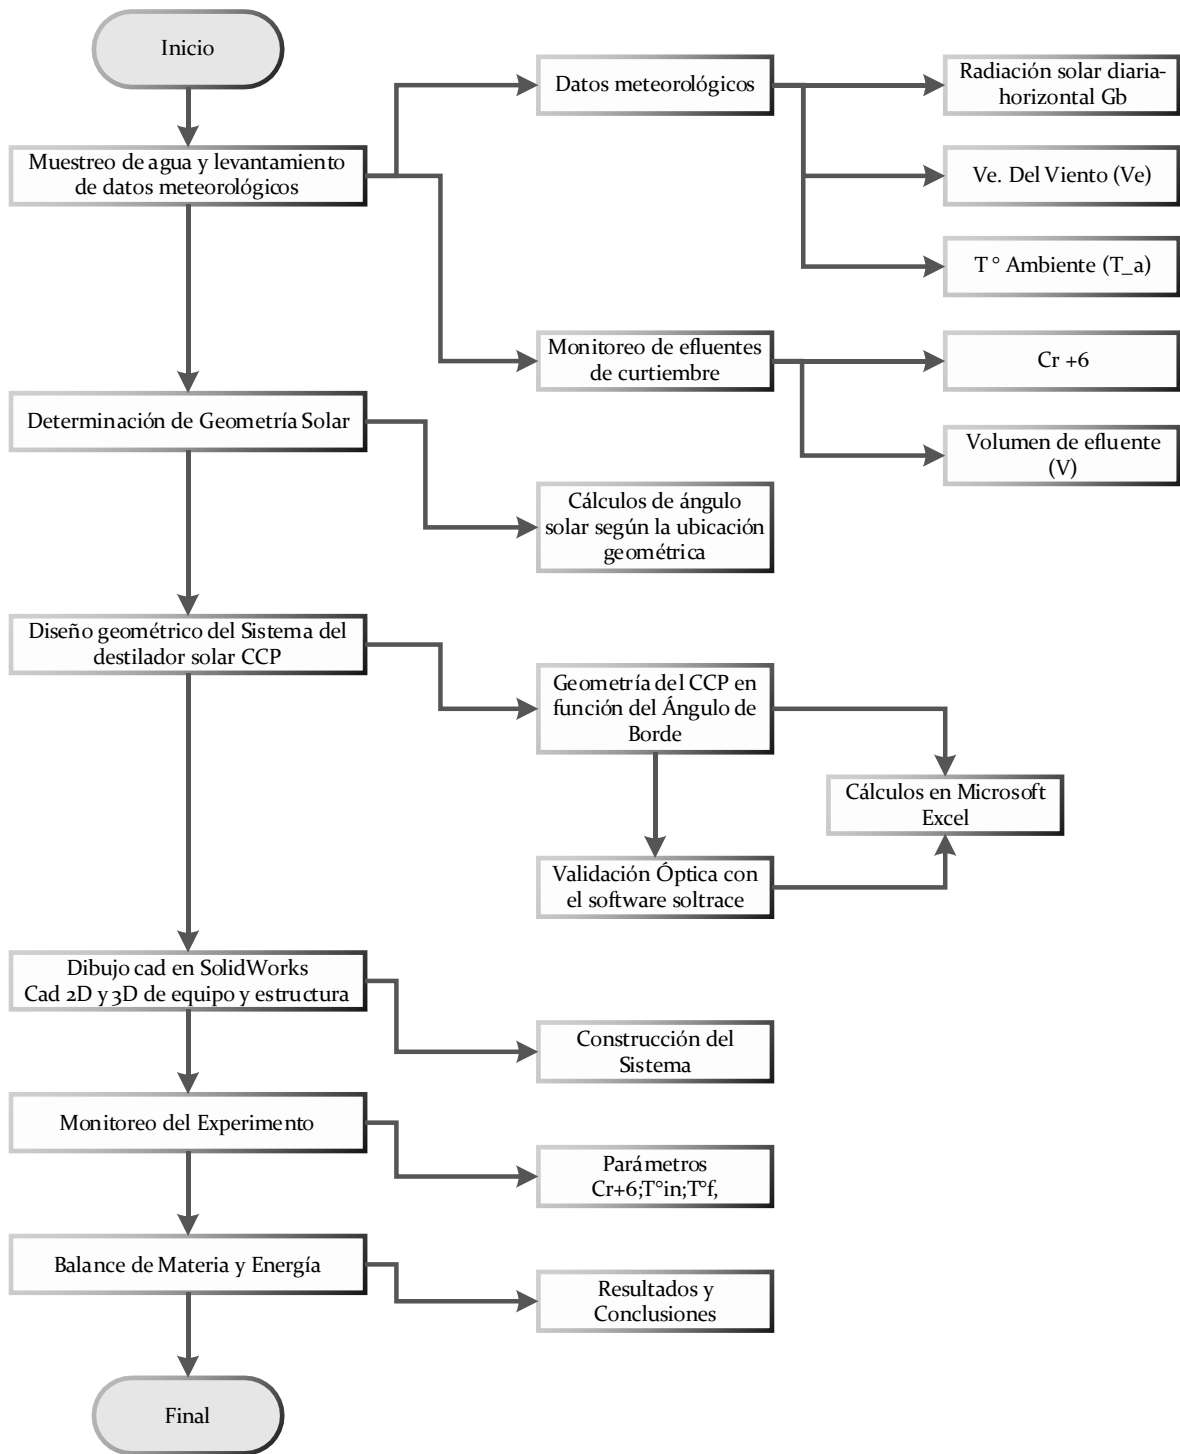 Inicio
Muestreo de agua y levantamiento
de datos meteorológicos
Datos meteorológicos
Radiación solar diaria-
horizontal Gb
Ve. Del Viento (Ve)
T° Ambiente (T_a)
Monitoreo de efluentes
de curtiembre
Cr +6
Volumen de efluente
(V)
Determinación de Geometría Solar
Cálculos de ángulo
solar según la ubicación
geométrica
Diseño geométrico del Sistema del
destilador solar CCP
Geometría del CCP en
función del Ángulo de
Borde
Cálculos en Microsoft
Excel
Validación Óptica con
el software soltrace
Dibujo cad en SolidWorks
Cad 2D y 3D de equipo y estructura
Construcción del
Sistema
Monitoreo del Experimento
Parámetros
Cr+6;T°in;T°f,
Balance de Materia y Energía
Resultados y
Conclusiones
Final